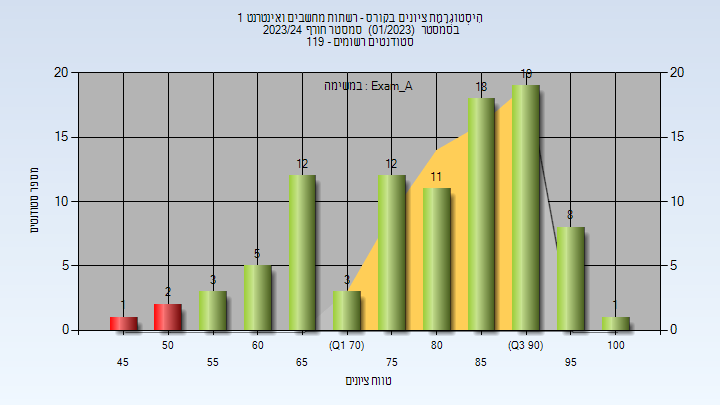 הִיסטוֹגרָמַת ציונים בקורס - רשתות מחשבים ואינטרנט 1
בסמסטר (01/2023) סמסטר חורף 2023/24
סטודנטים רשומים - 119
במשימה : Exam_A
מספר סטודנטים
20 20
15 15
10 10
5 5
0 0
1 2 3 5 12 3 12 11 18 19 8 1
50 60 (Q1 70) 80 (Q3 90) 100
45 55 65 75 85 95
טווח ציונים